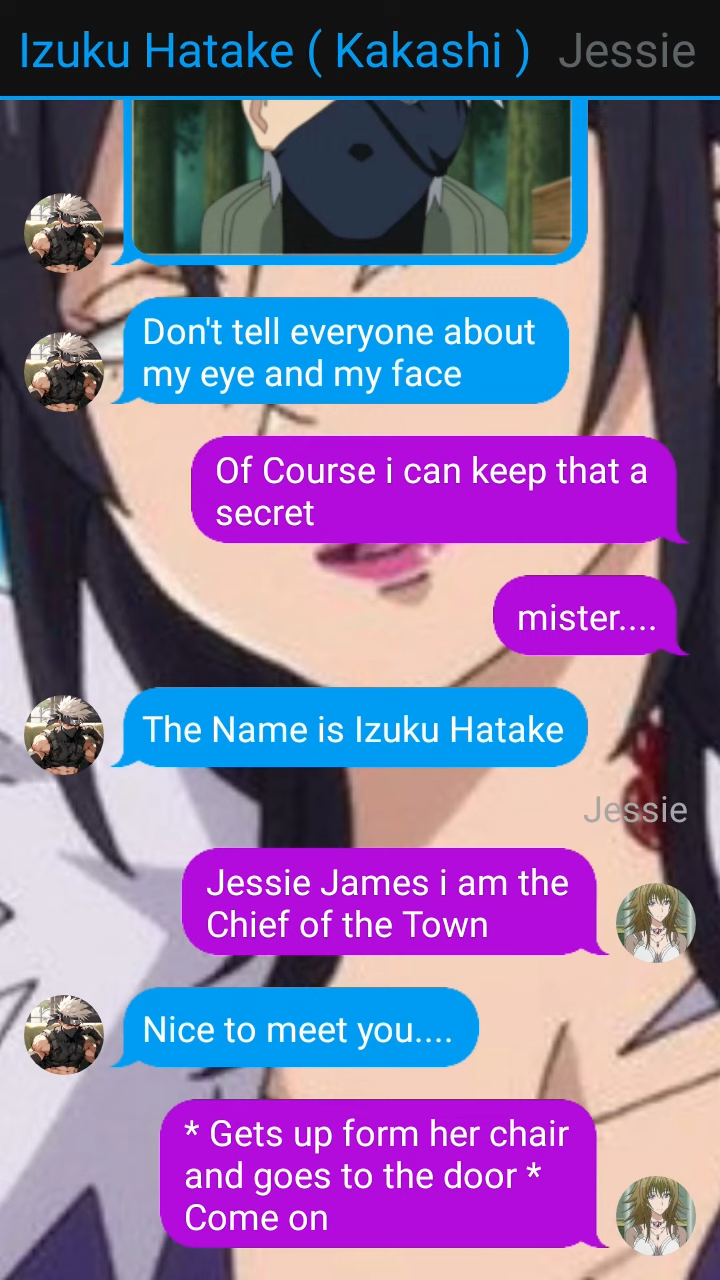 Izuku Hatake ( Kakashi ) Jessie
Don't tell everyone about
my eye and my face
Of Course i can keep that a
secret
mister....
The Name is Izuku Hatake
Jessie
Jessie James i am the
Chief of the Town
Nice to meet you....
* Gets up form her chair
and goes to the door *
Come on